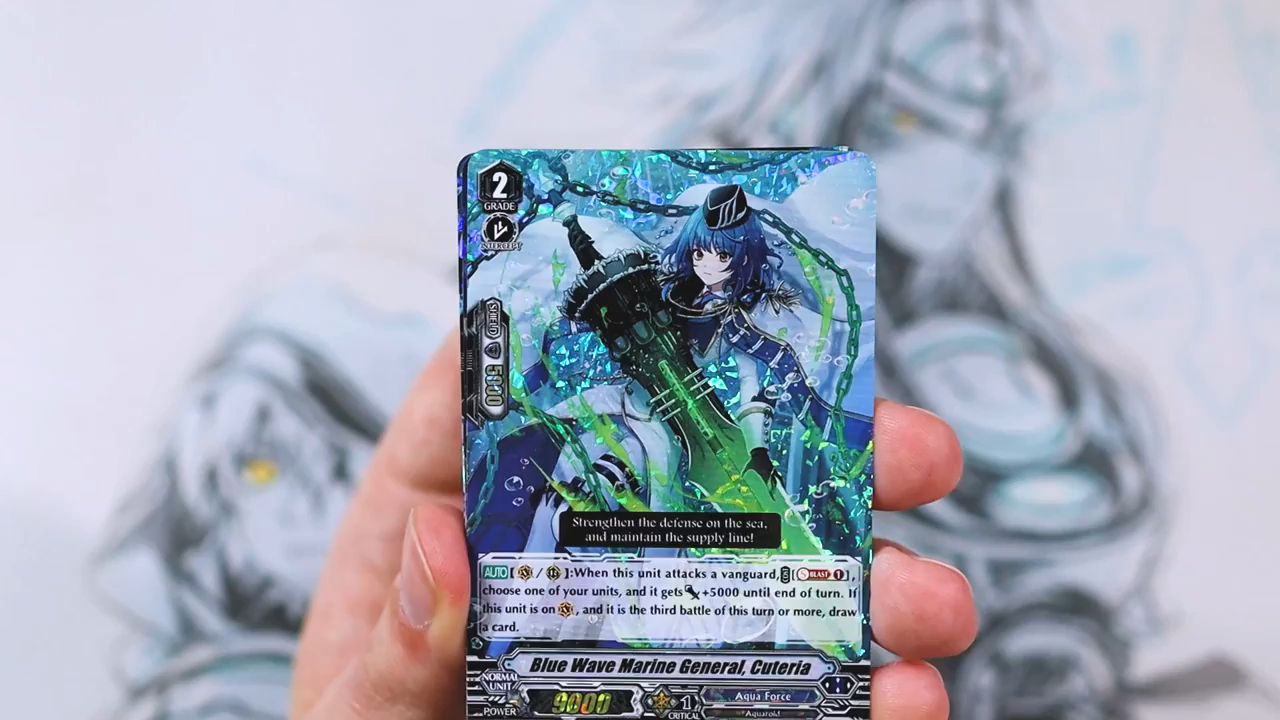 2
GRADE
INTERCEPT
SHIELD
5000
Strengthen the defense on the sea,
and maintain the supply line!
AUTO [ / ]:When this unit attacks a vanguard, [S BLAST 1],
choose one of your units, and it gets +5000 until end of turn. If
this unit is on , and it is the third battle of this turn or more, draw
a card.
Blue Wave Marine General, Cuteria
NORMAL
UNIT
POWER 9000 1 CRITICAL
Aqua Force
Aquaroid